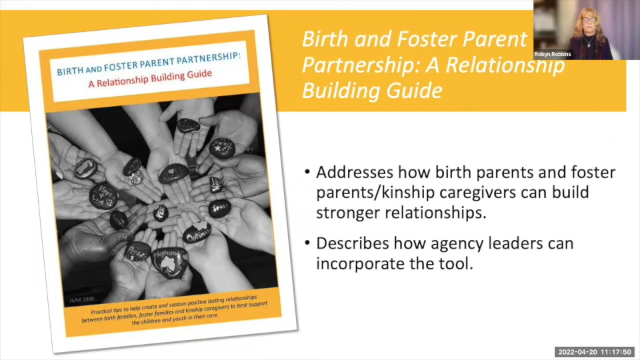 Birth and Foster Parent
Partnership: A Relationship
Building Guide
Robyn Robbins
BIRTH AND FOSTER PARENT PARTNERSHIP:
A Relationship Building Guide
• Addresses how birth parents and foster
parents/kinship caregivers can build
stronger relationships.
• Describes how agency leaders can
incorporate the tool.
JUNE 2020
Practical tips to help create and sustain positive lasting relationships
between birth families, foster families and kinship caregivers to best support
the children and youth in their care.
2022-04-20 11:17:50